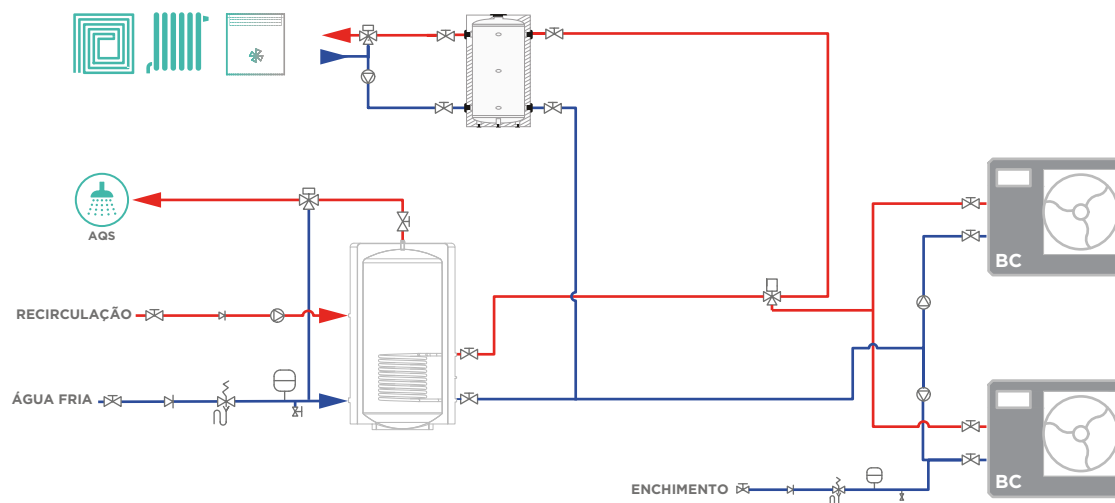 AQS
BC
RECIRCULAÇÃO
ÁGUA FRIA
BC
ENCHIMENTO